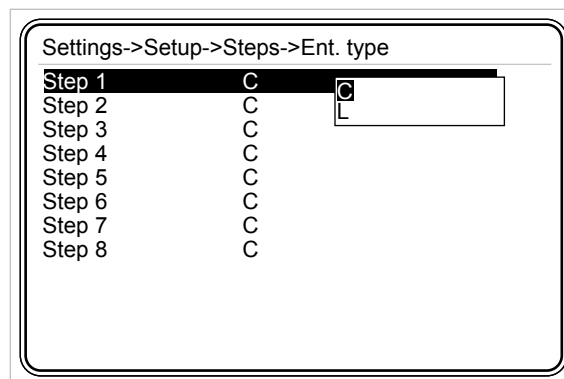 Settings->Setup->Steps->Ent. type
Step 1 C
C
Step 2 C
L
Step 3 C
Step 4 C
Step 5 C
Step 6 C
Step 7 C
Step 8 C